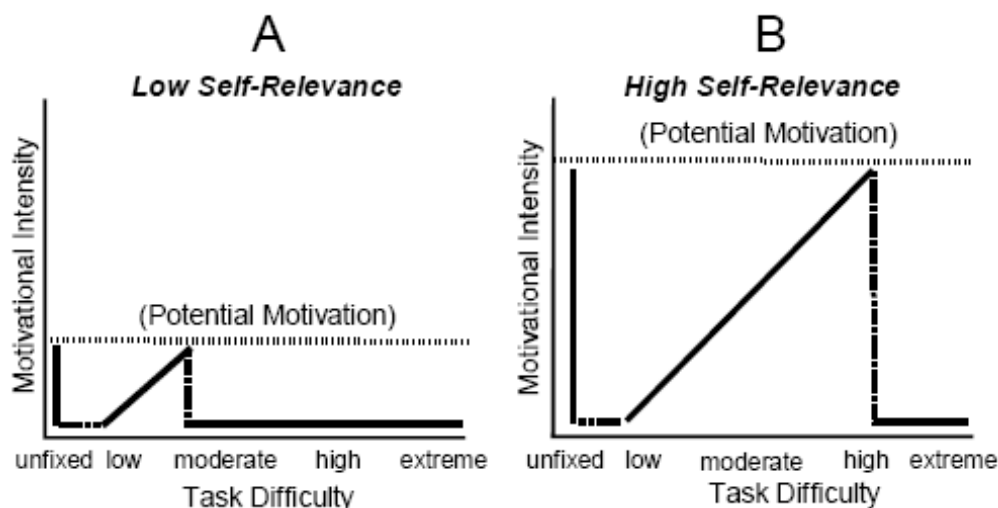 A
Low Self-Relevance
(Potential Motivation)
Motivational Intensity
unfixed low moderate high extreme
Task Difficulty
B
High Self-Relevance
(Potential Motivation)
Motivational Intensity
unfixed low moderate high extreme
Task Difficulty